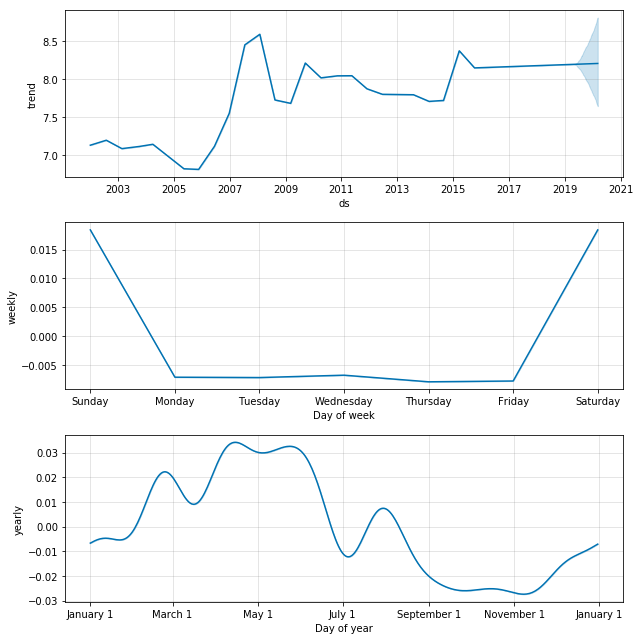 8.5
8.0
7.5
7.0
trend
2003 2005 2007 2009 2011 2013 2015 2017 2019 2021
ds
0.015
0.010
0.005
0.000
−0.005
weekly
Sunday Monday Tuesday Wednesday Thursday Friday Saturday
Day of week
0.03
0.02
0.01
0.00
−0.01
−0.02
−0.03
yearly
January 1 March 1 May 1 July 1 September 1 November 1 January 1
Day of year